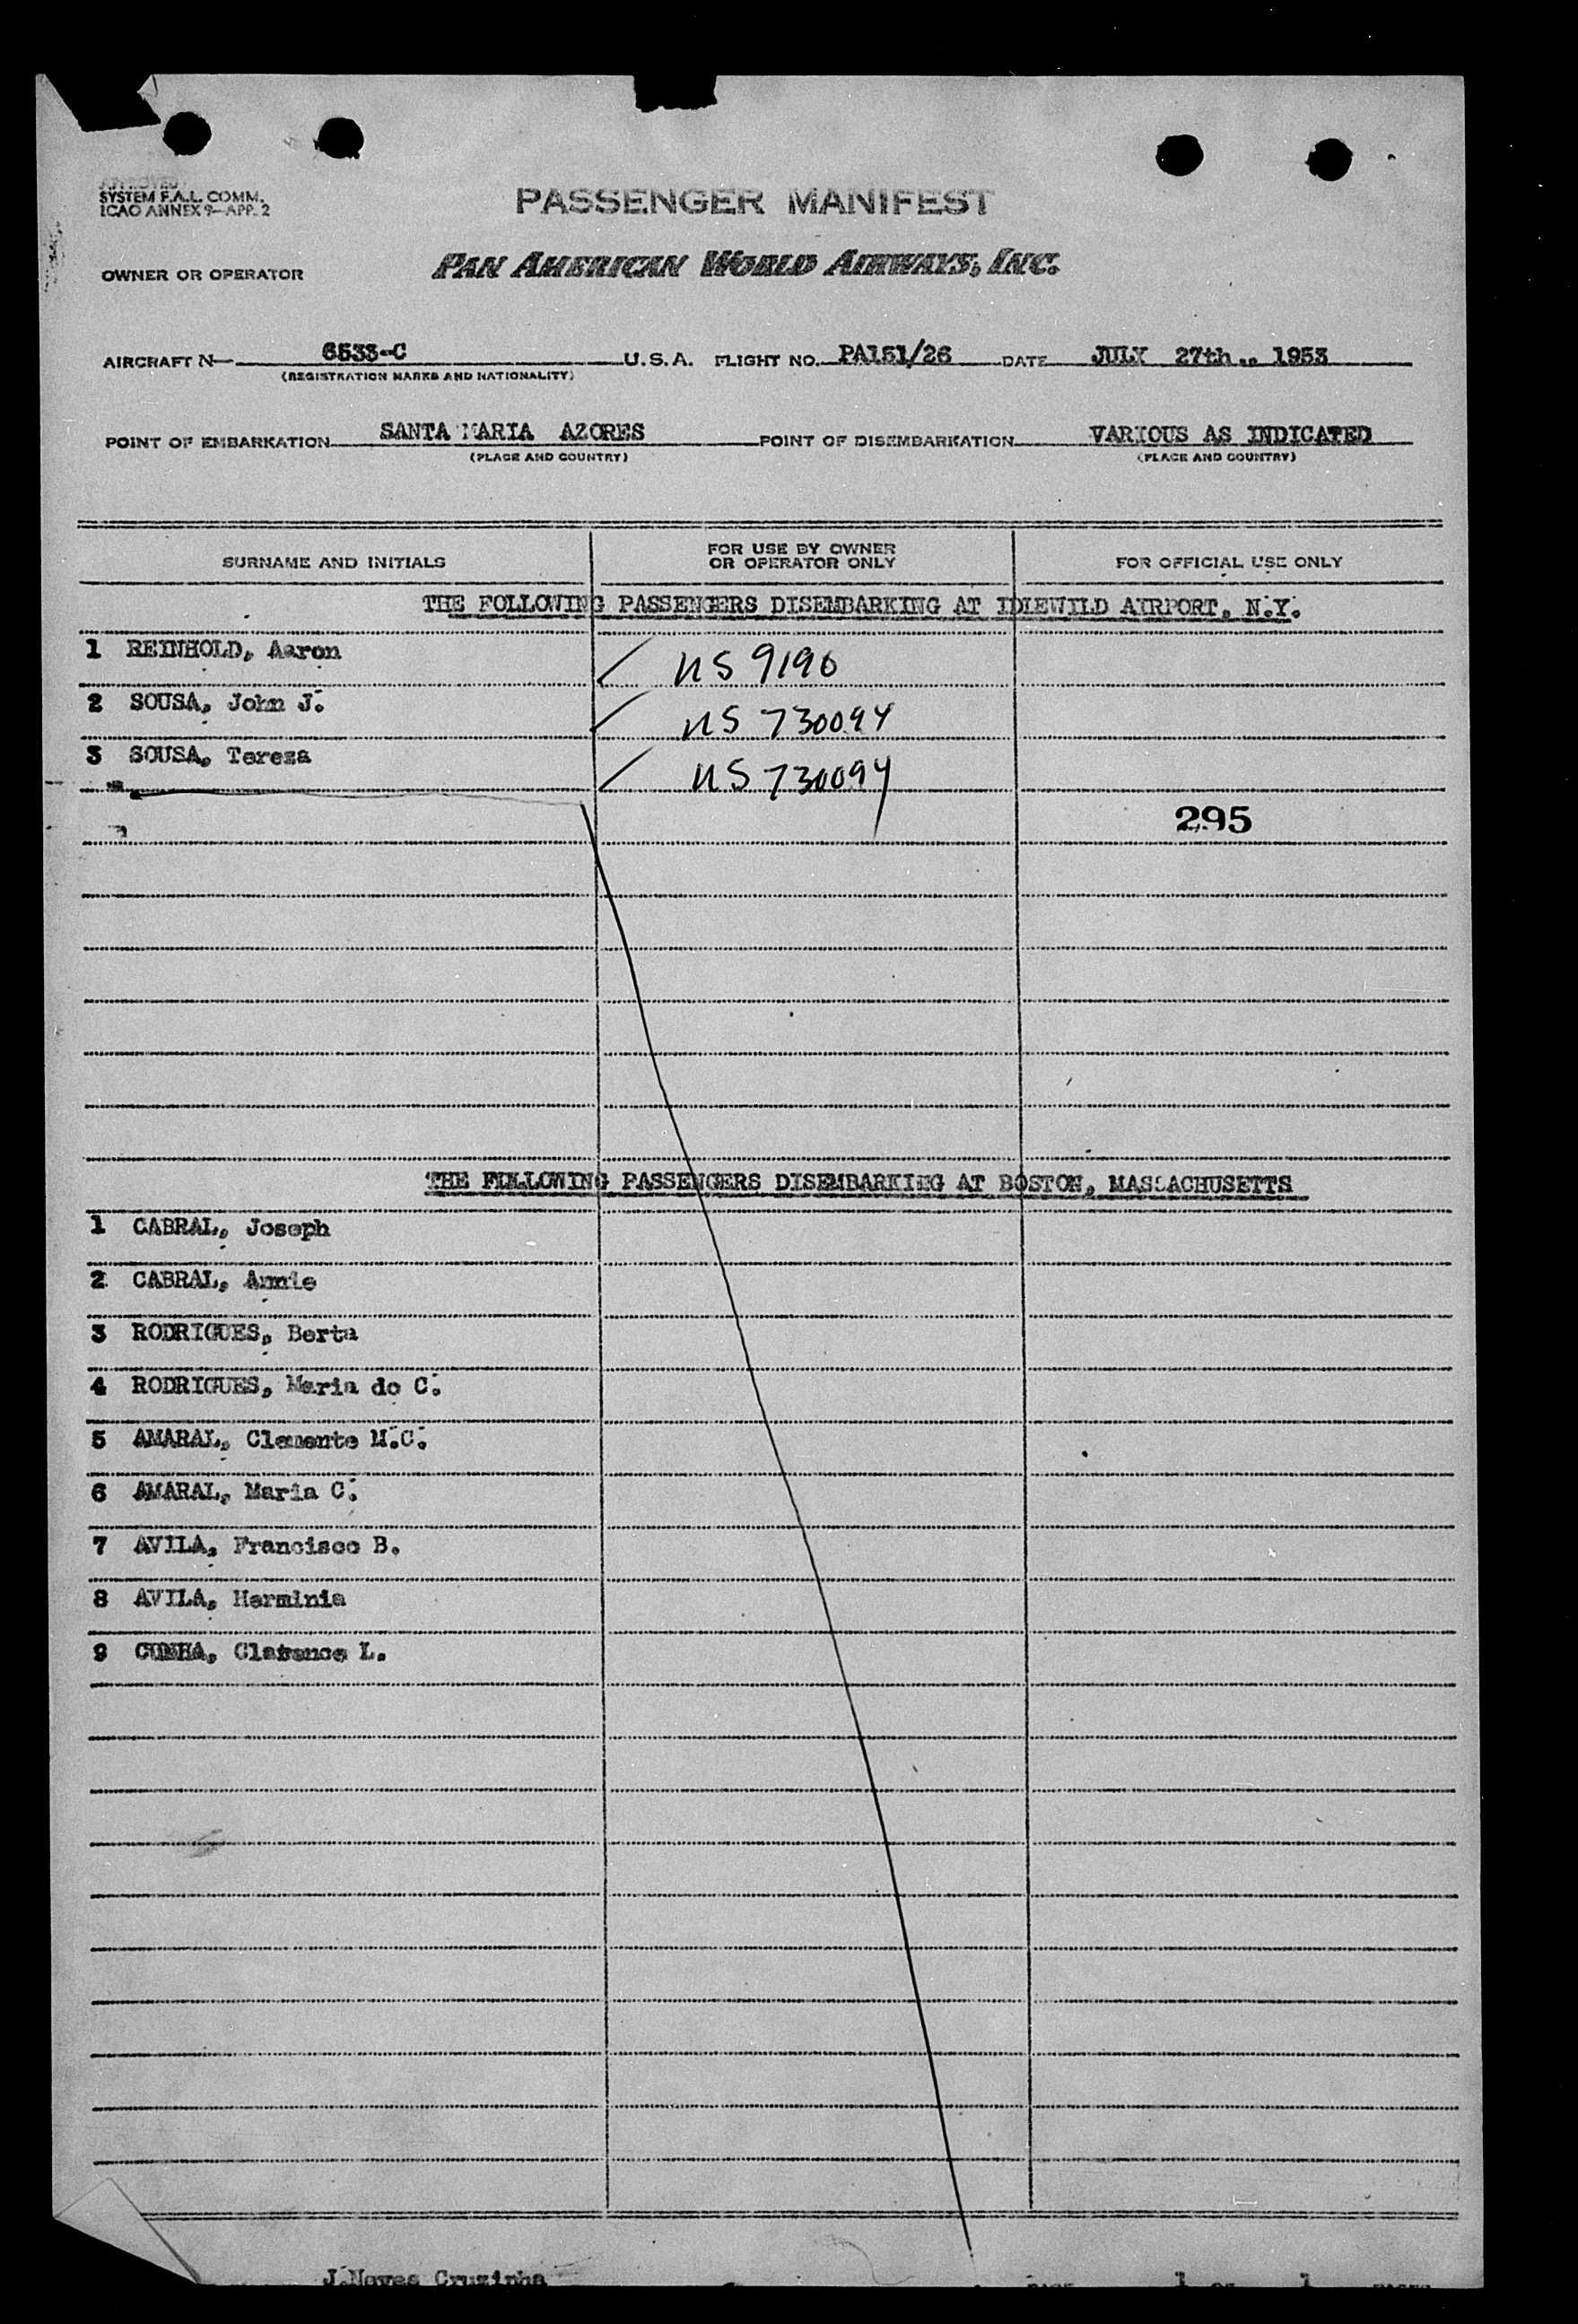 SYSTEM F.A.L. COMM.
ICAO ANNEX 9-APP. 2
PASSENGER MANIFEST
OWNER OR OPERATOR
PAN AMERICAN WORLD AIRWAYS, INC.
AIRCRAFT N- 6533-C U.S.A. FLIGHT NO. PA151/26 DATE JULY 27th., 1953
(REGISTRATION MARKS AND NATIONALITY)
POINT OF EMBARKATION SANTA MARIA AZORES POINT OF DISEMBARKATION VARIOUS AS INDICATED
(PLACE AND COUNTRY) (PLACE AND COUNTRY)
SURNAME AND INITIALS
FOR USE BY OWNER
OR OPERATOR ONLY
FOR OFFICIAL USE ONLY
THE FOLLOWING PASSENGERS DISEMBARKING AT IDLEWILD AIRPORT, N.Y.
1 REINHOLD, Aaron US 9190
2 SOUSA, John J. US 730094
3 SOUSA, Tereza US 730094
295
THE FOLLOWING PASSENGERS DISEMBARKING AT BOSTON, MASSACHUSETTS
1 CABRAL, Joseph
2 CABRAL, Annie
3 RODRIGUES, Berta
4 RODRIGUES, Maria do C.
5 AMARAL, Clemente M.C.
6 AMARAL, Maria C.
7 AVILA, Francisco B.
8 AVILA, Herminia
9 CUNHA, Clarence L.
J.Neves Cruzinha
1 1